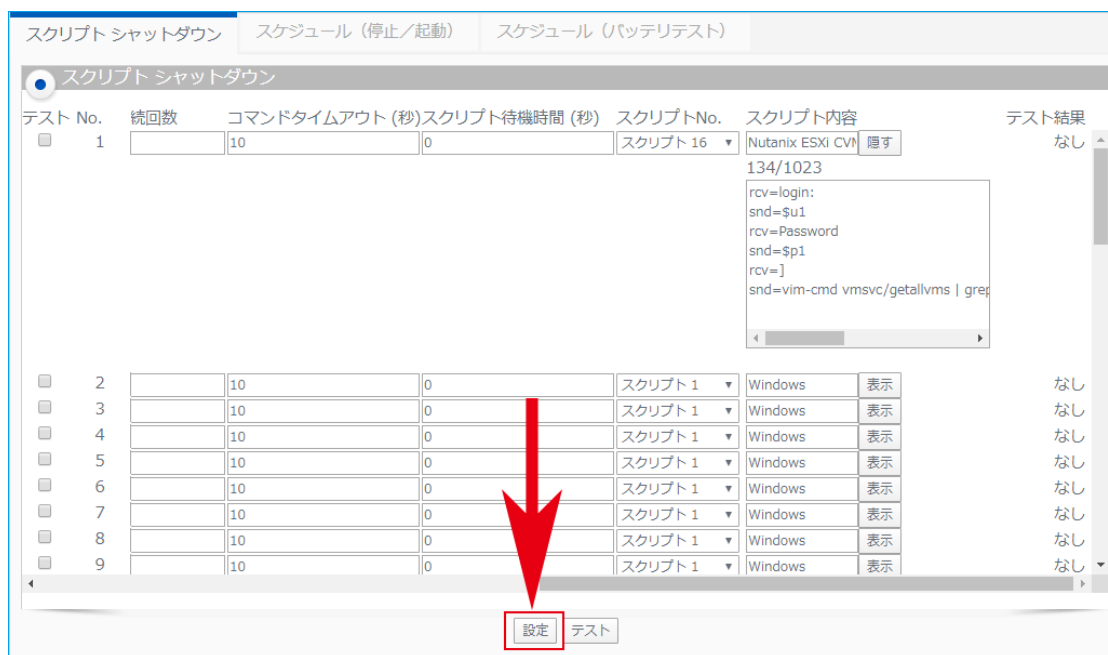 スクリプト シャットダウン スケジュール（停止／起動） スケジュール（バッテリテスト）
スクリプト シャットダウン
テスト No. 続回数 コマンドタイムアウト (秒) スクリプト待機時間 (秒) スクリプトNo. スクリプト内容 テスト結果
1 10 0 スクリプト 16 Nutanix ESXi CVM 隠す なし
134/1023
rcv=login:
snd=$u1
rcv=Password
snd=$p1
rcv=]
snd=vim-cmd vmsvc/getallvms | grep
2 10 0 スクリプト 1 Windows 表示 なし
3 10 0 スクリプト 1 Windows 表示 なし
4 10 0 スクリプト 1 Windows 表示 なし
5 10 0 スクリプト 1 Windows 表示 なし
6 10 0 スクリプト 1 Windows 表示 なし
7 10 0 スクリプト 1 Windows 表示 なし
8 10 0 スクリプト 1 Windows 表示 なし
9 10 0 スクリプト 1 Windows 表示 なし
設定 テスト